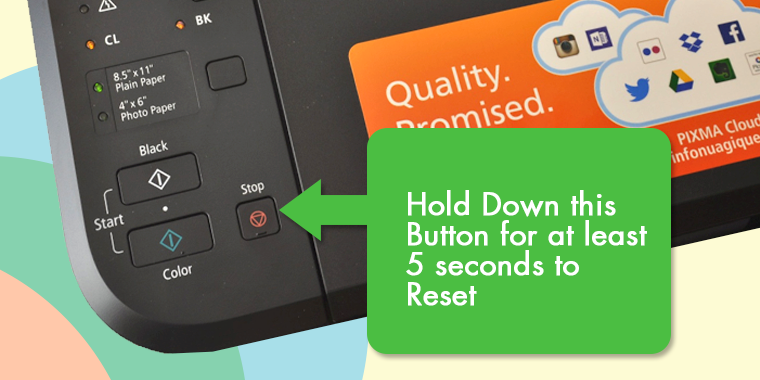 CL
BK
8.5" x 11"
Plain Paper
4" x 6"
Photo Paper
Black
Start
Stop
Color
Quality.
Promised.
PIXMA Cloud
infonuagique
Hold Down this
Button for at least
5 seconds to
Reset